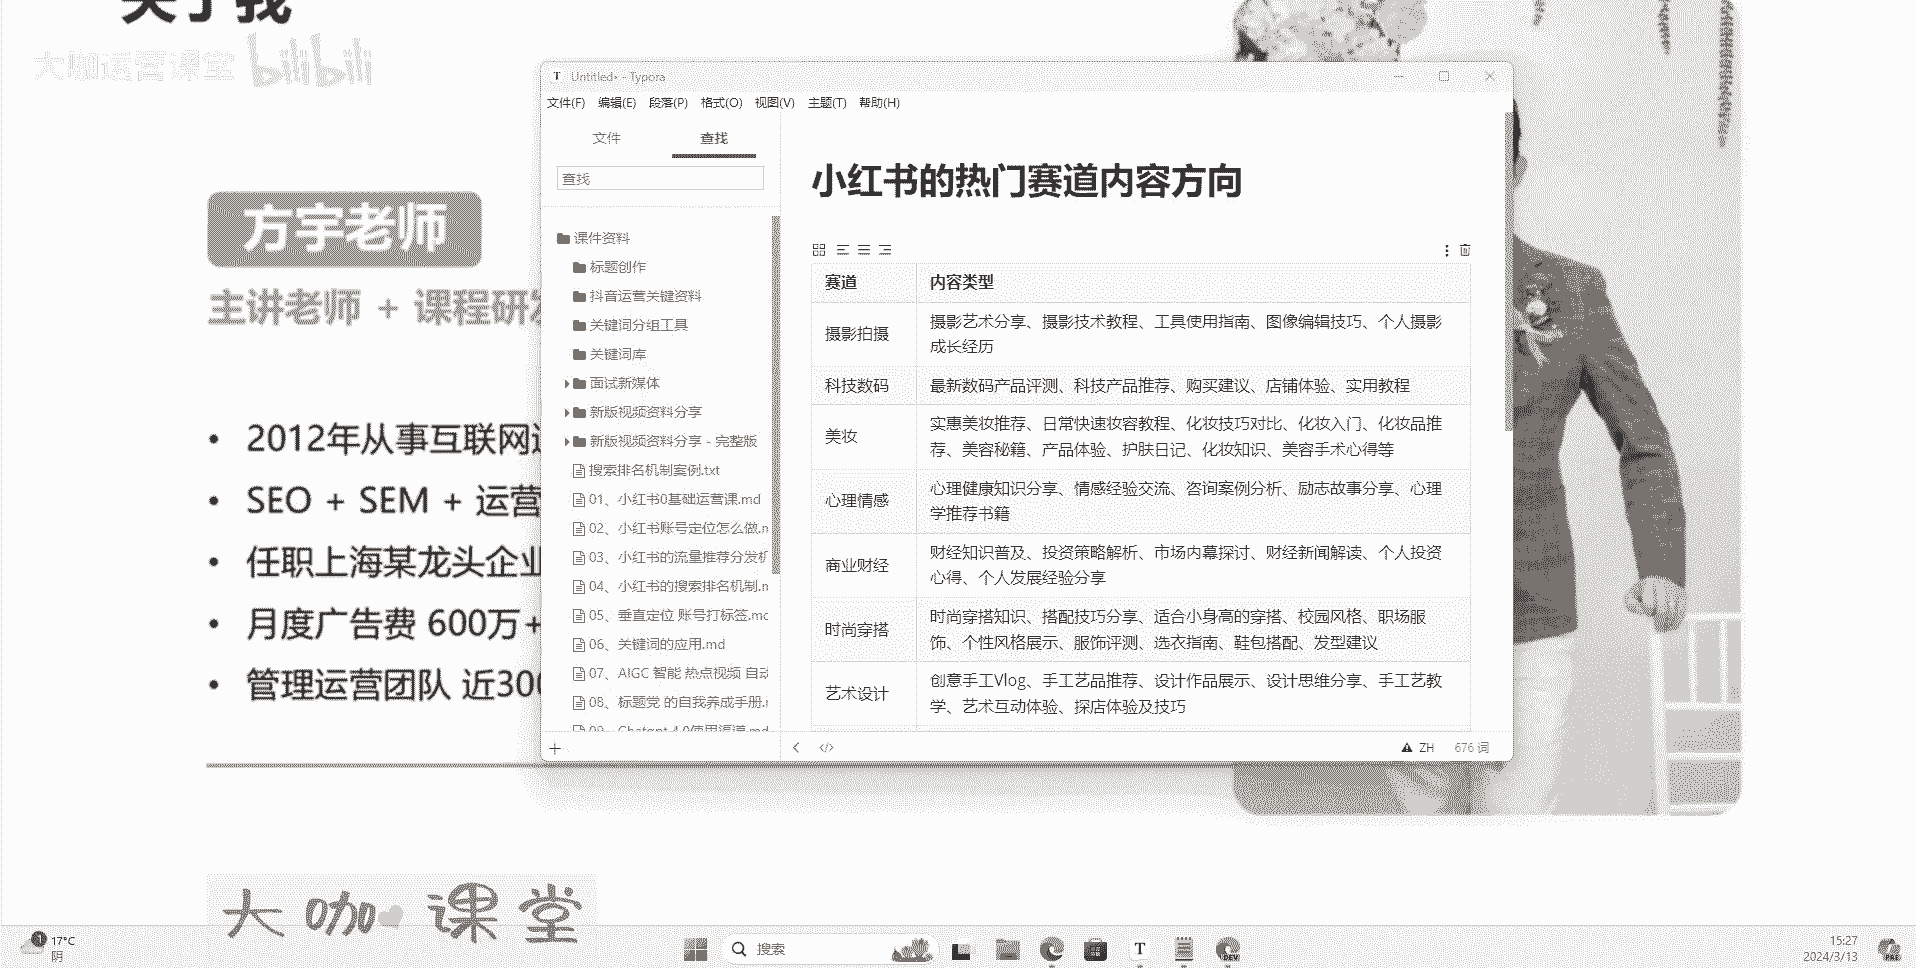 关于我
大咖运营课堂 bilibili
方宇老师
主讲老师 + 课程研发
• 2012年从事互联网
• SEO + SEM + 运营
• 任职上海某龙头企业
• 月度广告费 600万+
• 管理运营团队 近300
大咖课堂
Untitled• - Typora
文件(F) 编辑(E) 段落(P) 格式(O) 视图(V) 主题(T) 帮助(H)
文件 查找
查找
课件资料
标题创作
抖音运营关键资料
关键词分组工具
关键词库
面试新媒体
新版视频资料分享
新版视频资料分享 - 完整版
搜索排名机制案例.txt
01、小红书0基础运营课.md
02、小红书账号定位怎么做.m
03、小红书的流量推荐分发机
04、小红书的搜索排名机制.m
05、垂直定位 账号打标签.mc
06、关键词的应用.md
07、AIGC 智能 热点视频 自动
08、标题党 的自我养成手册.r
小红书的热门赛道内容方向
赛道 内容类型
摄影拍摄 摄影艺术分享、摄影技术教程、工具使用指南、图像编辑技巧、个人摄影
成长经历
科技数码 最新数码产品评测、科技产品推荐、购买建议、店铺体验、实用教程
美妆 实惠美妆推荐、日常快速妆容教程、化妆技巧对比、化妆入门、化妆品推
荐、美容秘籍、产品体验、护肤日记、化妆知识、美容手术心得等
心理情感 心理健康知识分享、情感经验交流、咨询案例分析、励志故事分享、心理
学推荐书籍
商业财经 财经知识普及、投资策略解析、市场内幕探讨、财经新闻解读、个人投资
心得、个人发展经验分享
时尚穿搭 时尚穿搭知识、搭配技巧分享、适合小身高的穿搭、校园风格、职场服
饰、个性风格展示、服饰评测、选衣指南、鞋包搭配、发型建议
艺术设计 创意手工Vlog、手工艺品推荐、设计作品展示、设计思维分享、手工艺教
学、艺术互动体验、探店体验及技巧
ZH 676 词
1 17°C
阴
搜索
15:27
2024/3/13